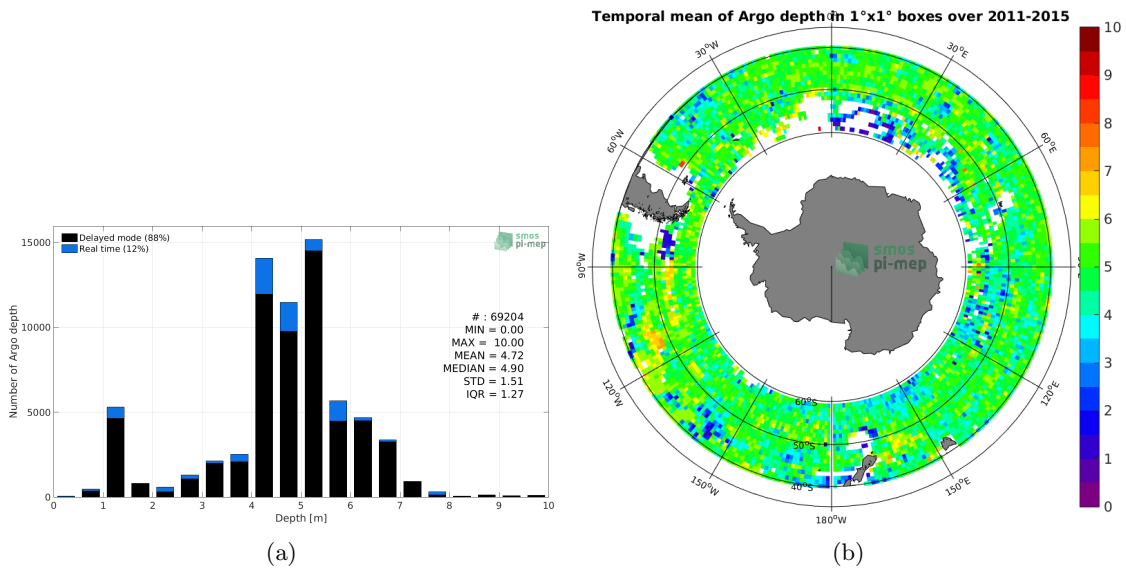 Temporal mean of Argo depth in 1°x1° boxes over 2011-2015
Delayed mode (88%)
Real time (12%)
smos
pi-mep
# : 69204
MIN = 0.00
MAX = 10.00
MEAN = 4.72
MEDIAN = 4.90
STD = 1.51
IQR = 1.27
Number of Argo depth
15000
10000
5000
0
0 1 2 3 4 5 6 7 8 9 10
Depth [m]
(a)
30°W
30°E
60°W
60°E
90°W
120°W
120°E
150°W
150°E
180°W
60°S
50°S
40°S
smos
pi-mep
10
9
8
7
6
5
4
3
2
1
0
(b)